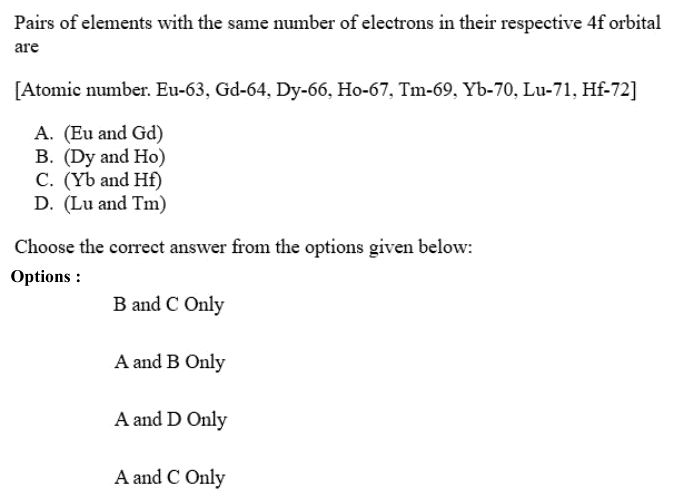 Pairs of elements with the same number of electrons in their respective 4f orbital
are
[Atomic number. Eu-63, Gd-64, Dy-66, Ho-67, Tm-69, Yb-70, Lu-71, Hf-72]
A. (Eu and Gd)
B. (Dy and Ho)
C. (Yb and Hf)
D. (Lu and Tm)
Choose the correct answer from the options given below:
Options :
B and C Only
A and B Only
A and D Only
A and C Only